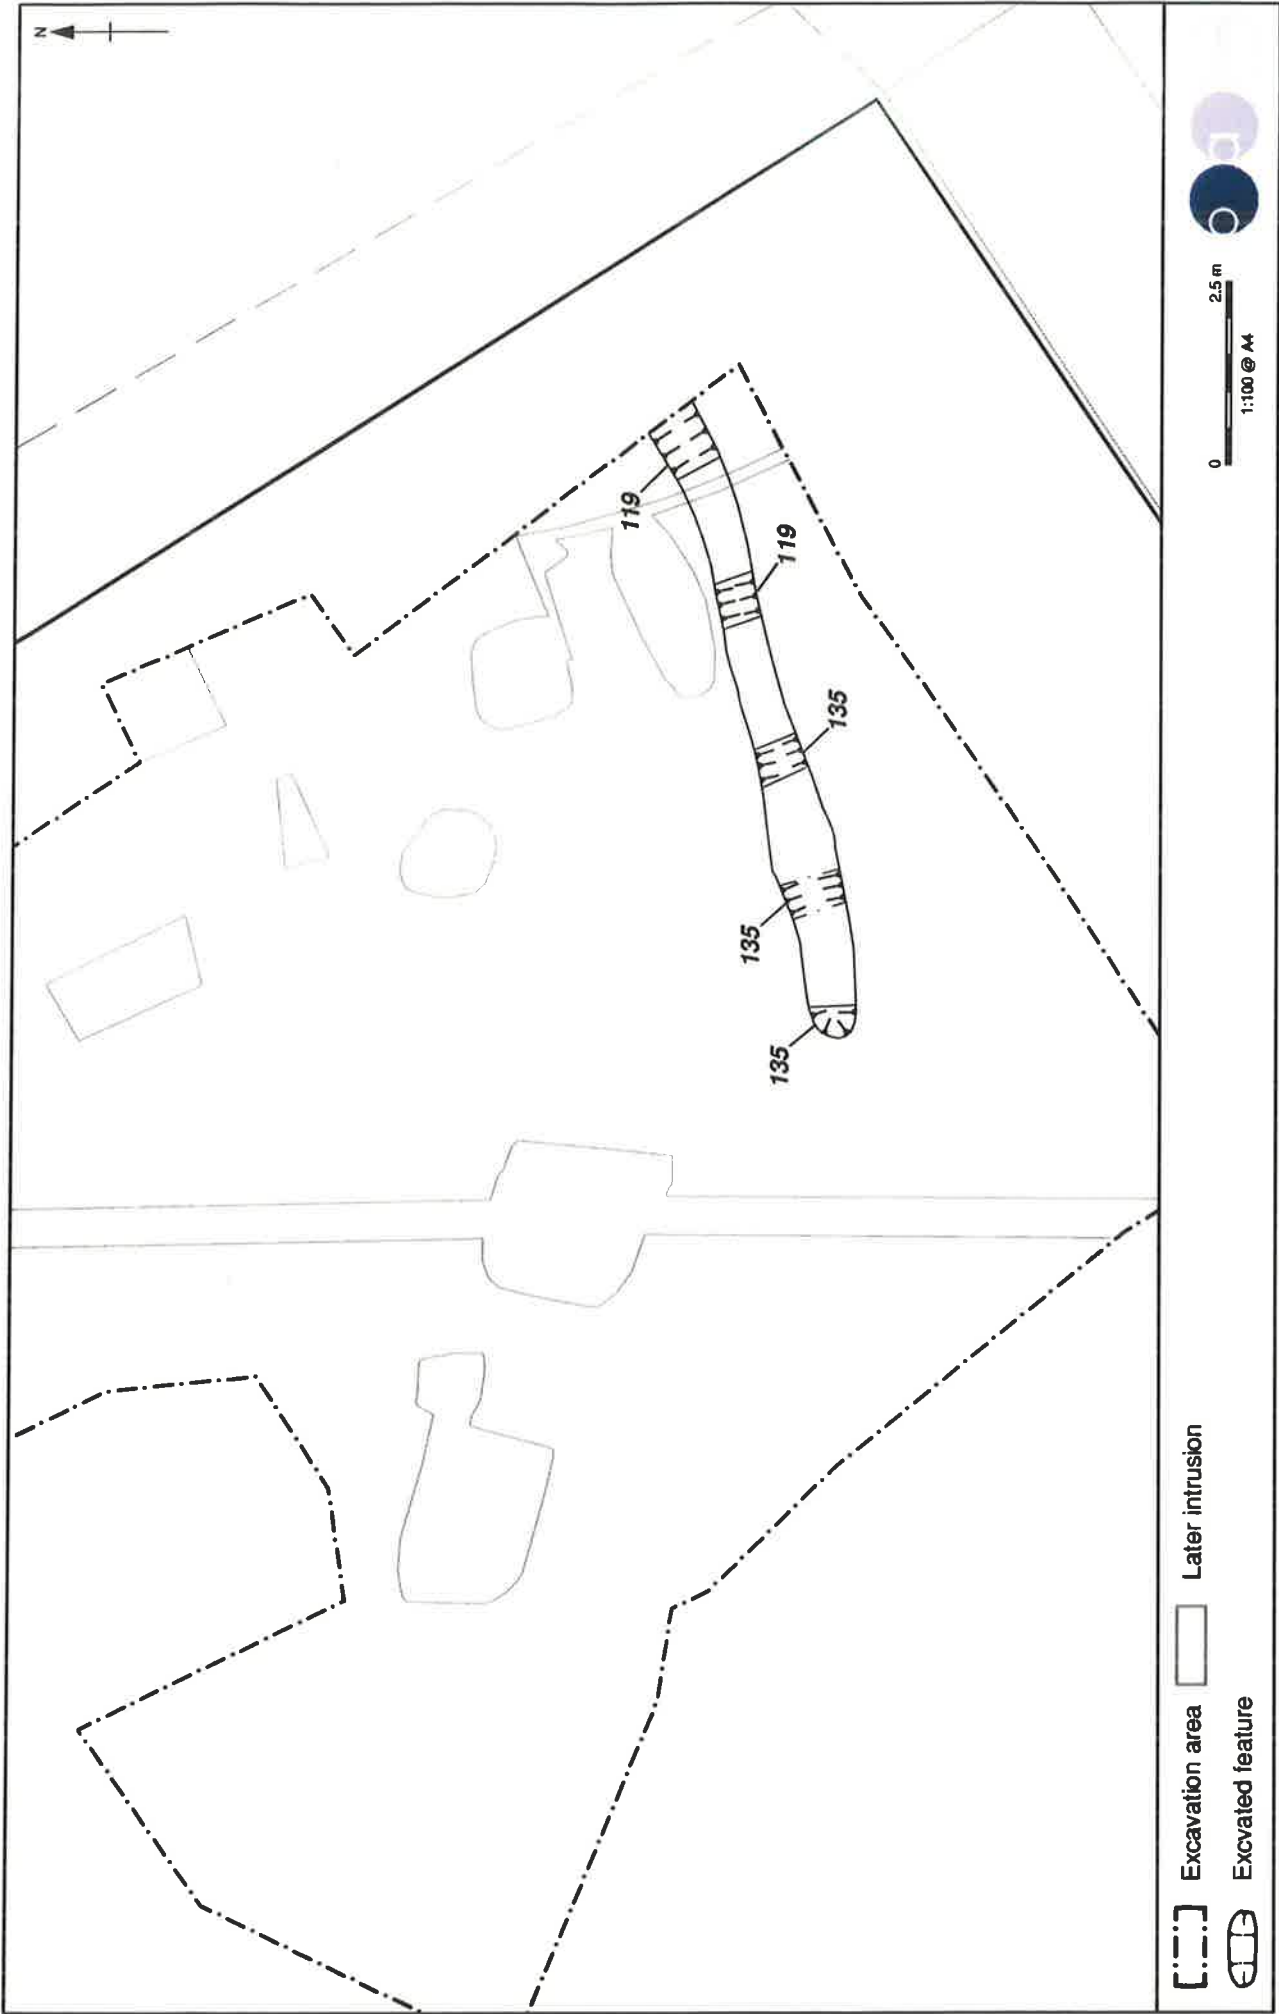 N
119
119
135
135
135
Excavation area
Later intrusion
Excvated feature
0 2.5 m
1:100 @ A4